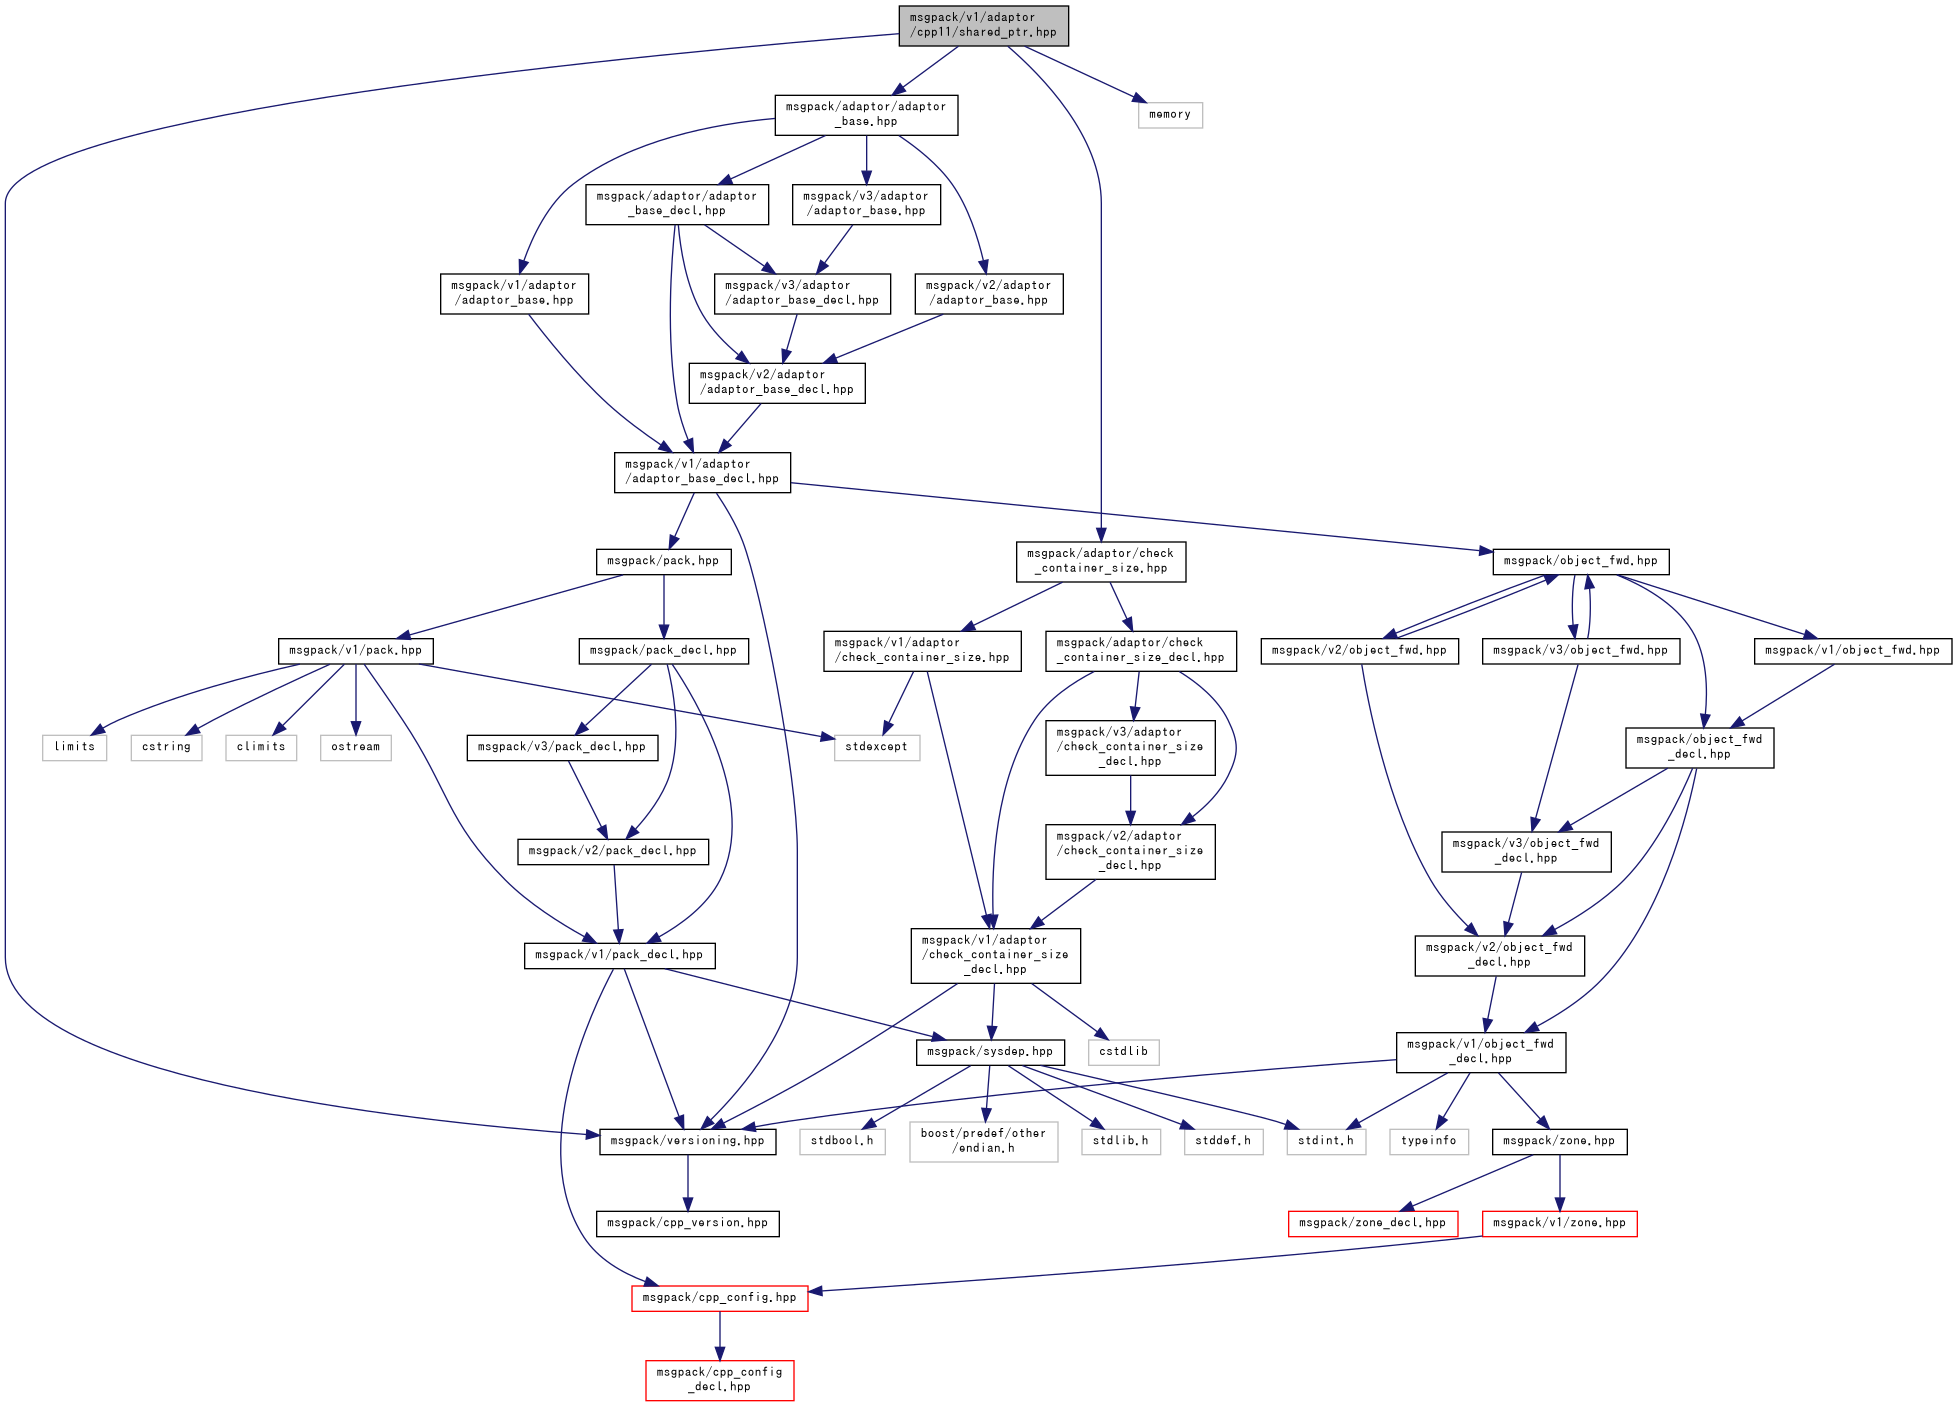 msgpack/v1/adaptor
/cpp11/shared_ptr.hpp
msgpack/adaptor/adaptor
_base.hpp
memory
msgpack/adaptor/adaptor
_base_decl.hpp
msgpack/v3/adaptor
/adaptor_base.hpp
msgpack/v1/adaptor
/adaptor_base.hpp
msgpack/v3/adaptor
/adaptor_base_decl.hpp
msgpack/v2/adaptor
/adaptor_base.hpp
msgpack/v2/adaptor
/adaptor_base_decl.hpp
msgpack/v1/adaptor
/adaptor_base_decl.hpp
msgpack/pack.hpp
msgpack/adaptor/check
_container_size.hpp
msgpack/object_fwd.hpp
msgpack/v1/pack.hpp
msgpack/pack_decl.hpp
msgpack/v1/adaptor
/check_container_size.hpp
msgpack/adaptor/check
_container_size_decl.hpp
msgpack/v2/object_fwd.hpp
msgpack/v3/object_fwd.hpp
msgpack/v1/object_fwd.hpp
limits
cstring
climits
ostream
msgpack/v3/pack_decl.hpp
stdexcept
msgpack/v3/adaptor
/check_container_size
_decl.hpp
msgpack/object_fwd
_decl.hpp
msgpack/v2/pack_decl.hpp
msgpack/v2/adaptor
/check_container_size
_decl.hpp
msgpack/v3/object_fwd
_decl.hpp
msgpack/v1/pack_decl.hpp
msgpack/v1/adaptor
/check_container_size
_decl.hpp
msgpack/v2/object_fwd
_decl.hpp
msgpack/sysdep.hpp
cstdlib
msgpack/v1/object_fwd
_decl.hpp
msgpack/versioning.hpp
stdbool.h
boost/predef/other
/endian.h
stdlib.h
stddef.h
stdint.h
typeinfo
msgpack/zone.hpp
msgpack/cpp_version.hpp
msgpack/zone_decl.hpp
msgpack/v1/zone.hpp
msgpack/cpp_config.hpp
msgpack/cpp_config
_decl.hpp